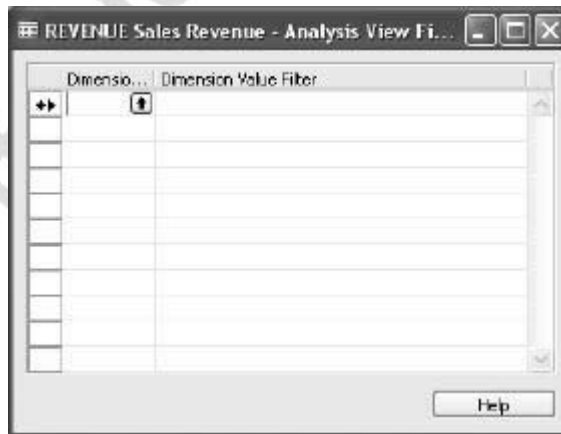 REVENUE Sales Revenue - Analysis View Fi...
Dimensio... Dimension Value Filter
Help